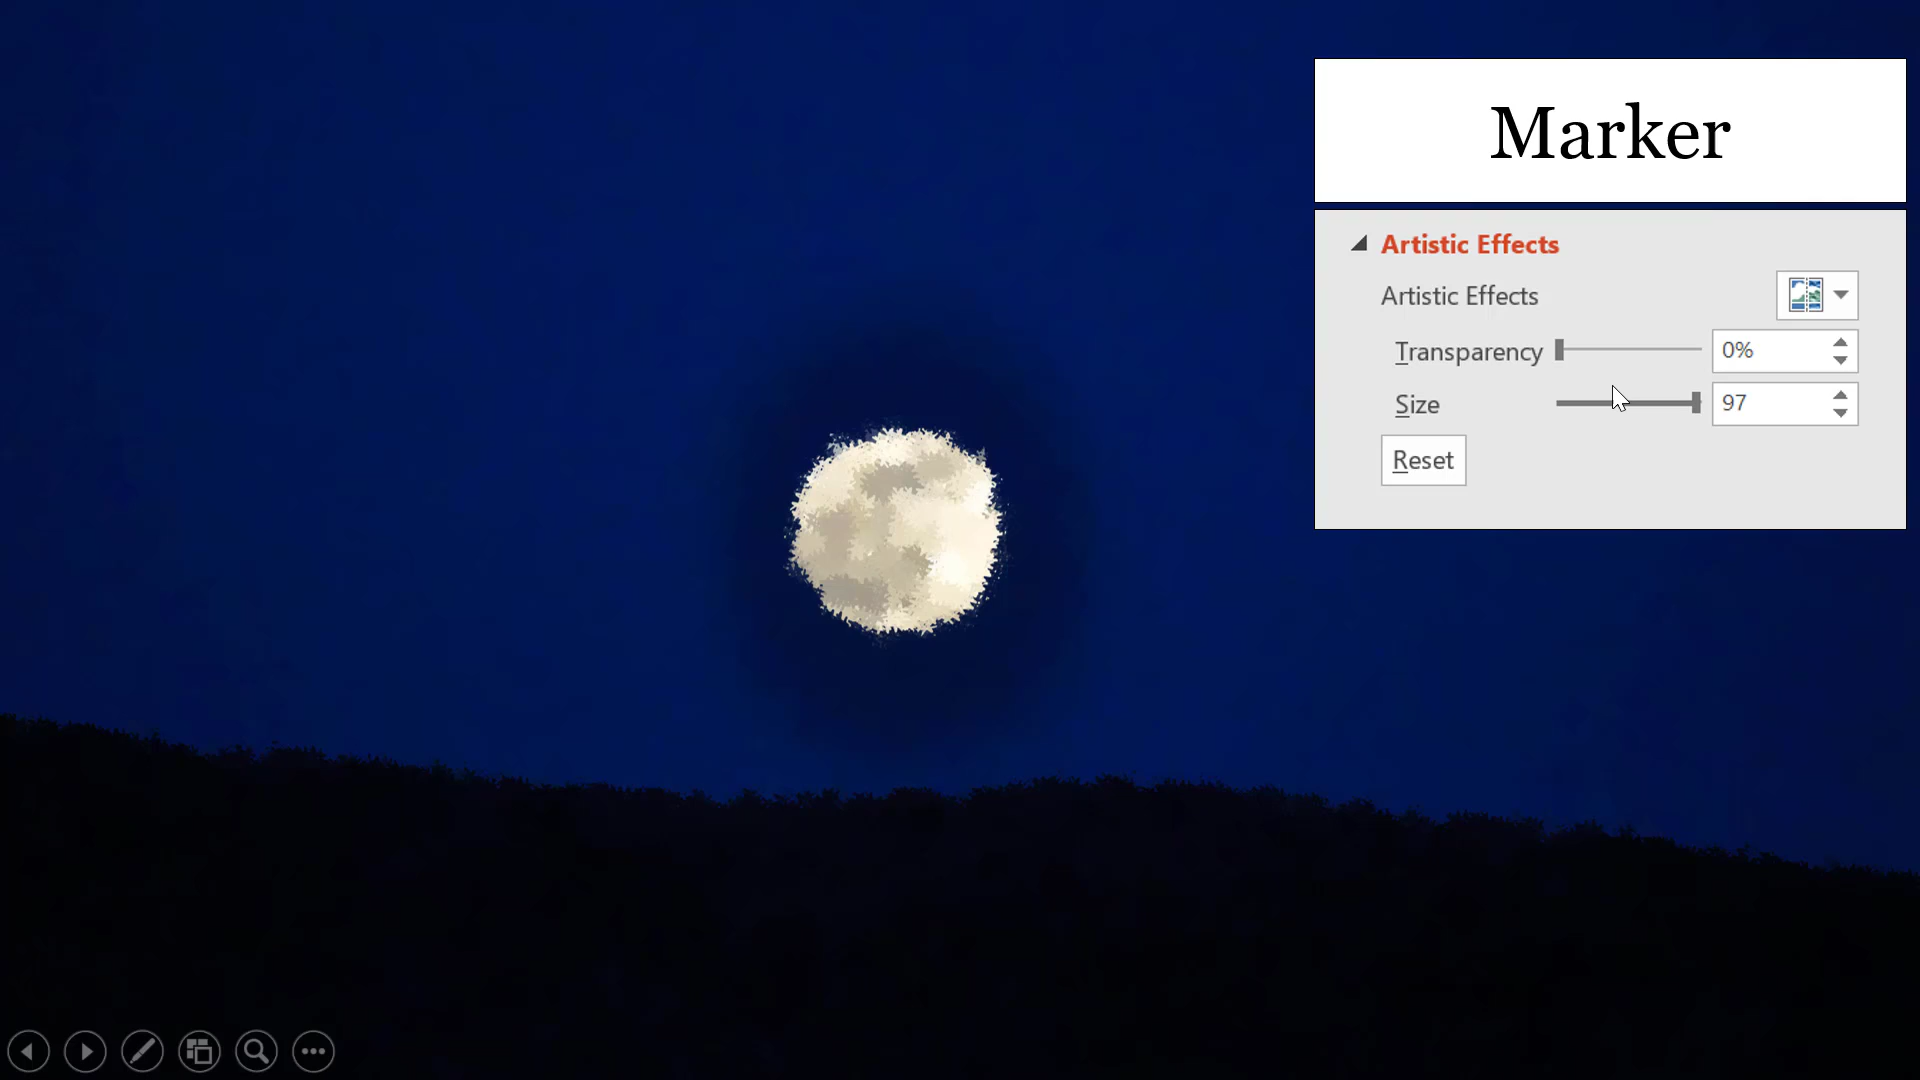 Marker
Artistic Effects
Artistic Effects
Transparency 0%
Size 97
Reset